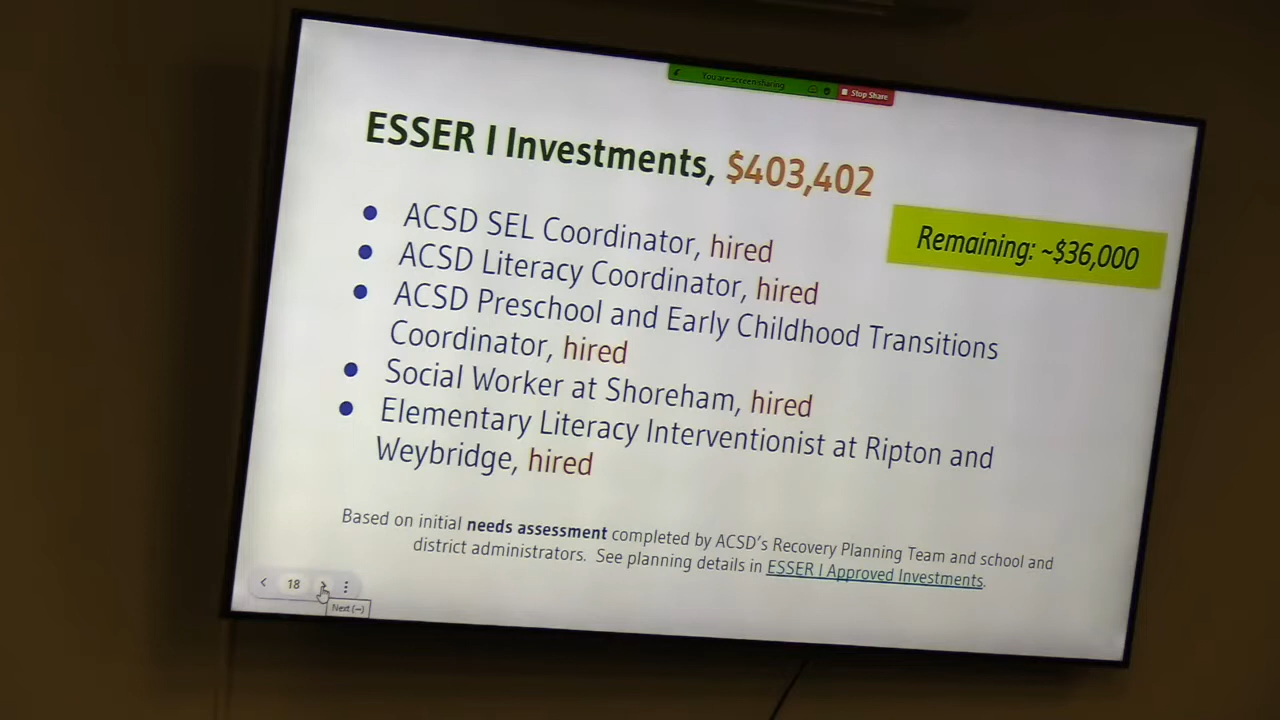 You are screen sharing
Stop Share
ESSER I Investments, $403,402
Remaining: ~$36,000
● ACSD SEL Coordinator, hired
● ACSD Literacy Coordinator, hired
● ACSD Preschool and Early Childhood Transitions
Coordinator, hired
● Social Worker at Shoreham, hired
● Elementary Literacy Interventionist at Ripton and
Weybridge, hired
Based on initial needs assessment completed by ACSD's Recovery Planning Team and school and
district administrators. See planning details in ESSER I Approved Investments.
18
Next (→)